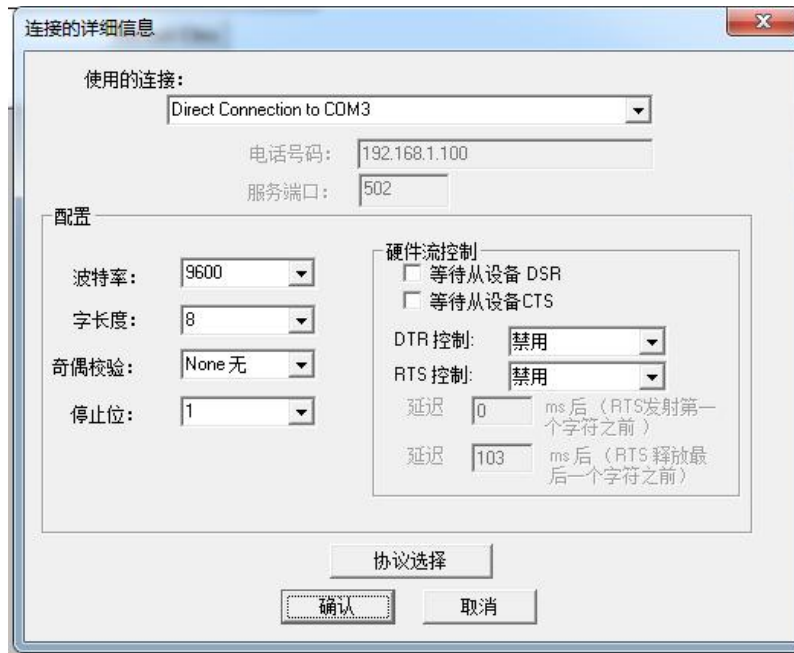 连接的详细信息
使用的连接：
Direct Connection to COM3
电话号码： 192.168.1.100
服务端口： 502
配置
波特率： 9600
字长度： 8
奇偶校验： None 无
停止位： 1
硬件流控制
等待从设备 DSR
等待从设备CTS
DTR 控制: 禁用
RTS 控制: 禁用
延迟 0 ms 后（RTS发射第一
个字符之前 ）
延迟 103 ms 后（RTS 释放最
后一个字符之前）
协议选择
确认 取消